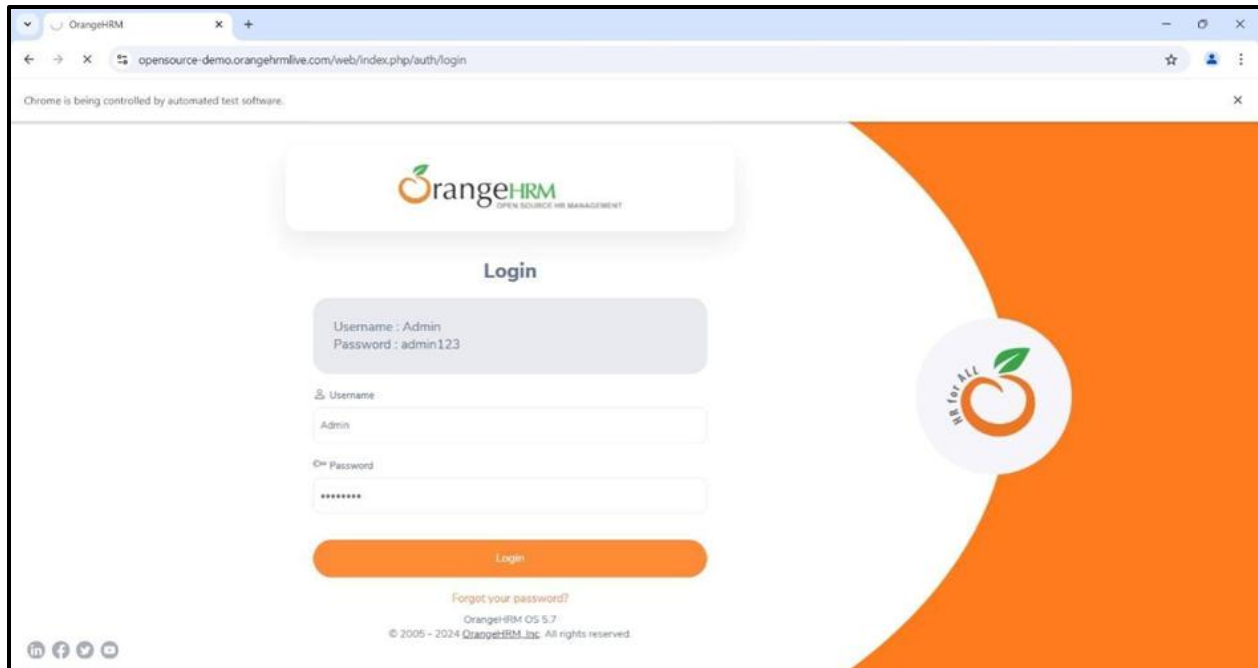 OrangeHRM
opensource-demo.orangehrmlive.com/web/index.php/auth/login
Chrome is being controlled by automated test software.
OrangeHRM
OPEN SOURCE HR MANAGEMENT
Login
Username : Admin
Password : admin123
Username
Admin
Password
••••••••
Login
Forgot your password?
OrangeHRM OS 5.7
© 2005 - 2024 OrangeHRM, Inc. All rights reserved.
HR for ALL